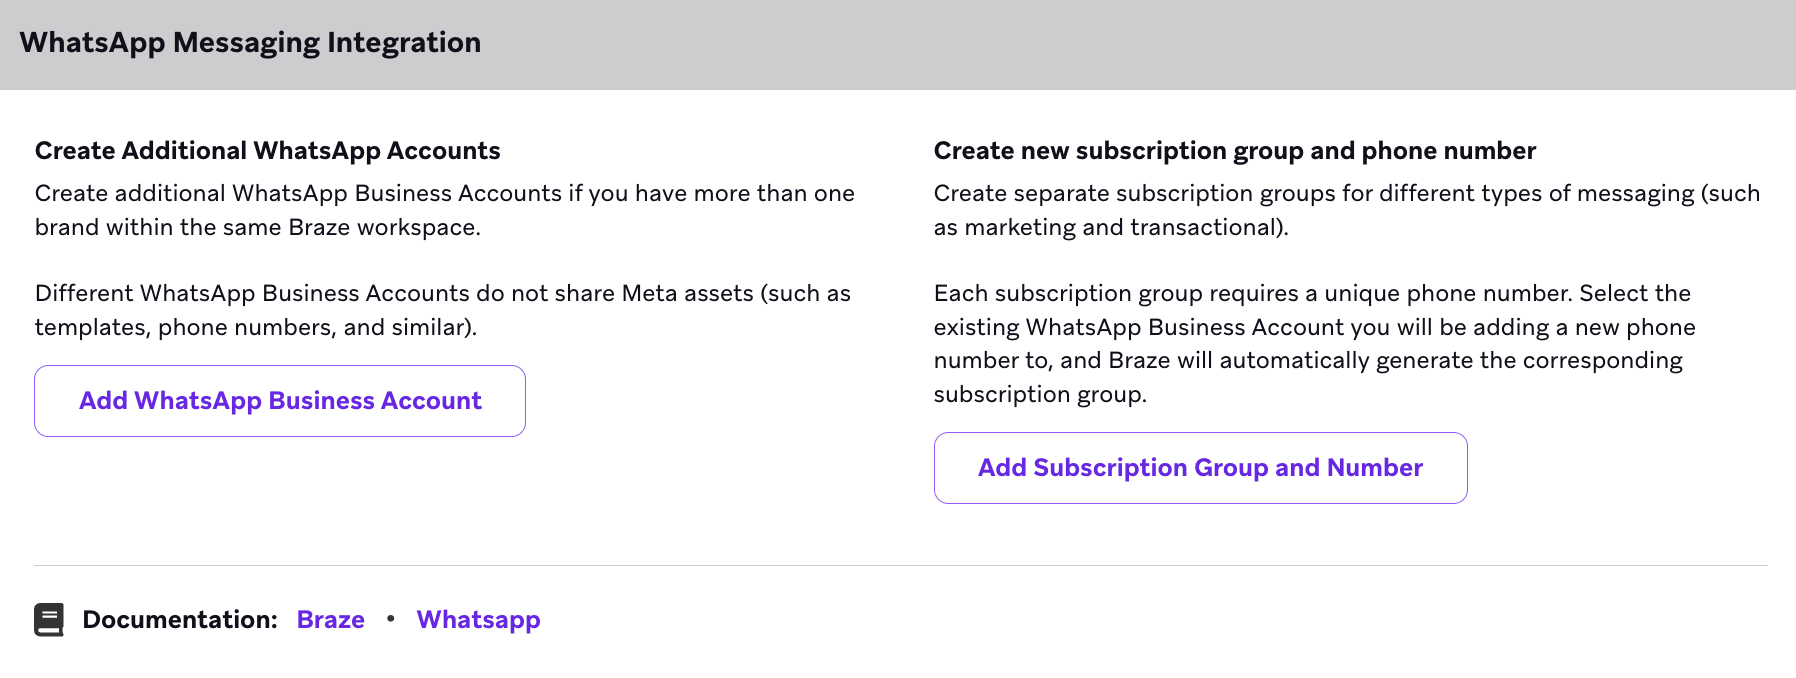 WhatsApp Messaging Integration
Create Additional WhatsApp Accounts
Create additional WhatsApp Business Accounts if you have more than one
brand within the same Braze workspace.
Different WhatsApp Business Accounts do not share Meta assets (such as
templates, phone numbers, and similar).
Add WhatsApp Business Account
Create new subscription group and phone number
Create separate subscription groups for different types of messaging (such
as marketing and transactional).
Each subscription group requires a unique phone number. Select the
existing WhatsApp Business Account you will be adding a new phone
number to, and Braze will automatically generate the corresponding
subscription group.
Add Subscription Group and Number
Documentation: Braze • Whatsapp